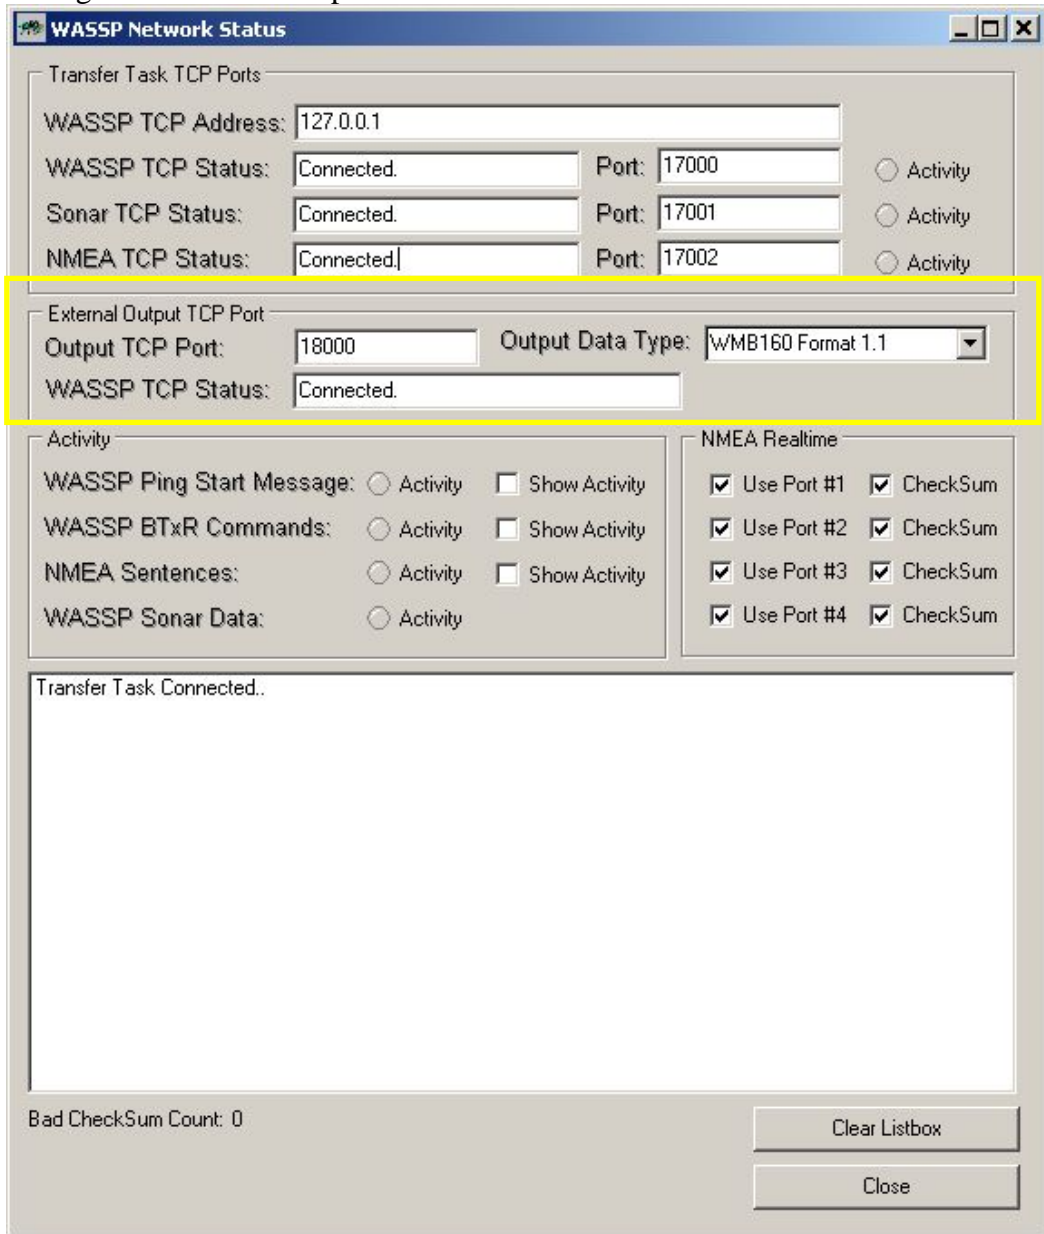 WASSP Network Status
Transfer Task TCP Ports
WASSP TCP Address: 127.0.0.1
WASSP TCP Status: Connected. Port: 17000 Activity
Sonar TCP Status: Connected. Port: 17001 Activity
NMEA TCP Status: Connected. Port: 17002 Activity
External Output TCP Port
Output TCP Port: 18000 Output Data Type: WMB160 Format 1.1
WASSP TCP Status: Connected.
Activity
WASSP Ping Start Message: Activity Show Activity
WASSP BTxR Commands: Activity Show Activity
NMEA Sentences: Activity Show Activity
WASSP Sonar Data: Activity
NMEA Realtime
Use Port #1 CheckSum
Use Port #2 CheckSum
Use Port #3 CheckSum
Use Port #4 CheckSum
Transfer Task Connected..
Bad CheckSum Count: 0
Clear Listbox
Close